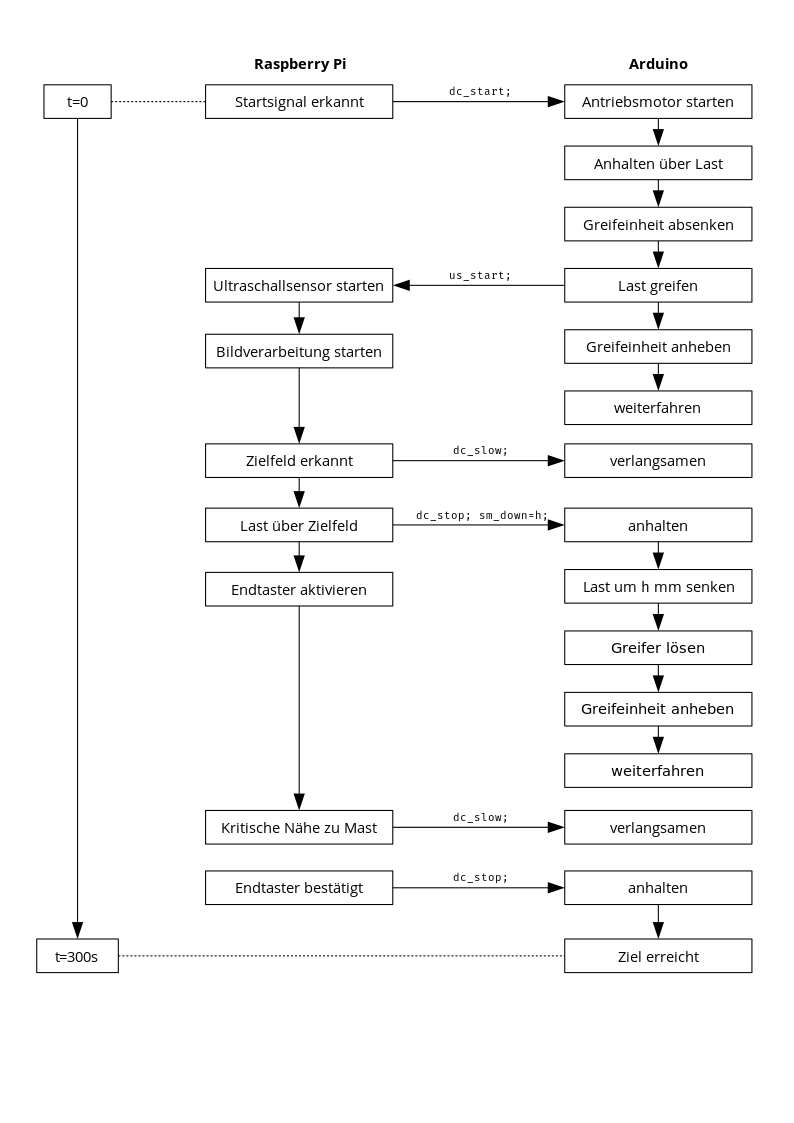 Raspberry Pi
Arduino
t=0
Startsignal erkannt
dc_start;
Antriebsmotor starten
Anhalten über Last
Greifeinheit absenken
Ultraschallsensor starten
us_start;
Last greifen
Bildverarbeitung starten
Greifeinheit anheben
weiterfahren
Zielfeld erkannt
dc_slow;
verlangsamen
Last über Zielfeld
dc_stop; sm_down=h;
anhalten
Endtaster aktivieren
Last um h mm senken
Greifer lösen
Greifeinheit anheben
weiterfahren
Kritische Nähe zu Mast
dc_slow;
verlangsamen
Endtaster bestätigt
dc_stop;
anhalten
t=300s
Ziel erreicht